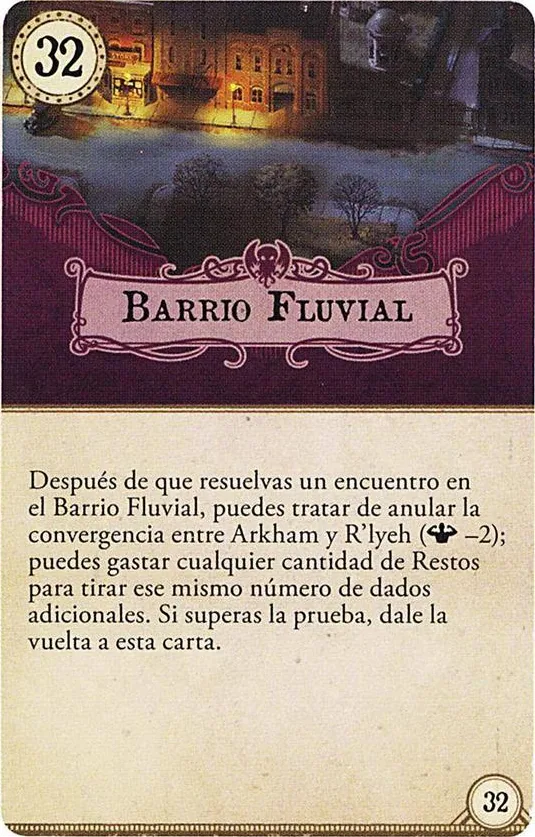 32
BARRIO FLUVIAL
Después de que resuelvas un encuentro en
el Barrio Fluvial, puedes tratar de anular la
convergencia entre Arkham y R'lyeh ( –2);
puedes gastar cualquier cantidad de Restos
para tirar ese mismo número de dados
adicionales. Si superas la prueba, dale la
vuelta a esta carta.
32